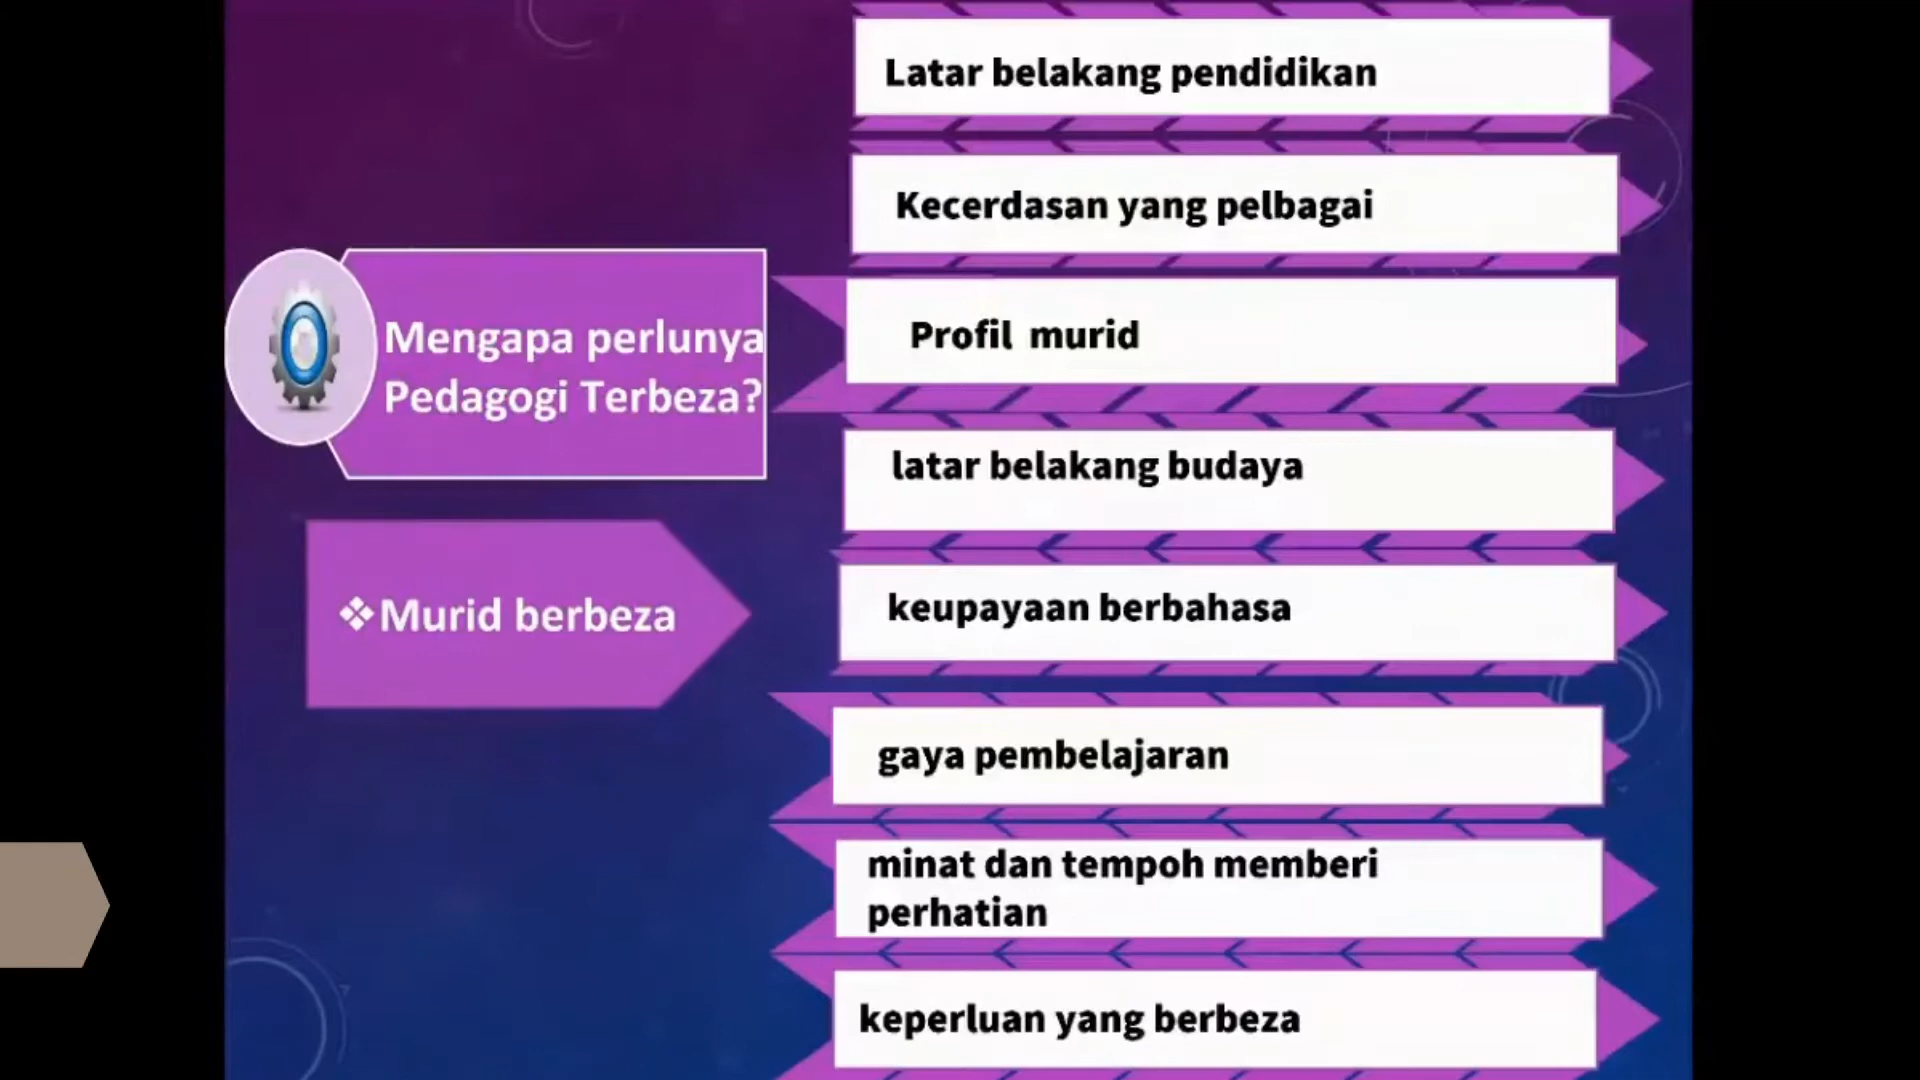 Mengapa perlunya
Pedagogi Terbeza?
❖Murid berbeza
Latar belakang pendidikan
Kecerdasan yang pelbagai
Profil murid
latar belakang budaya
keupayaan berbahasa
gaya pembelajaran
minat dan tempoh memberi
perhatian
keperluan yang berbeza